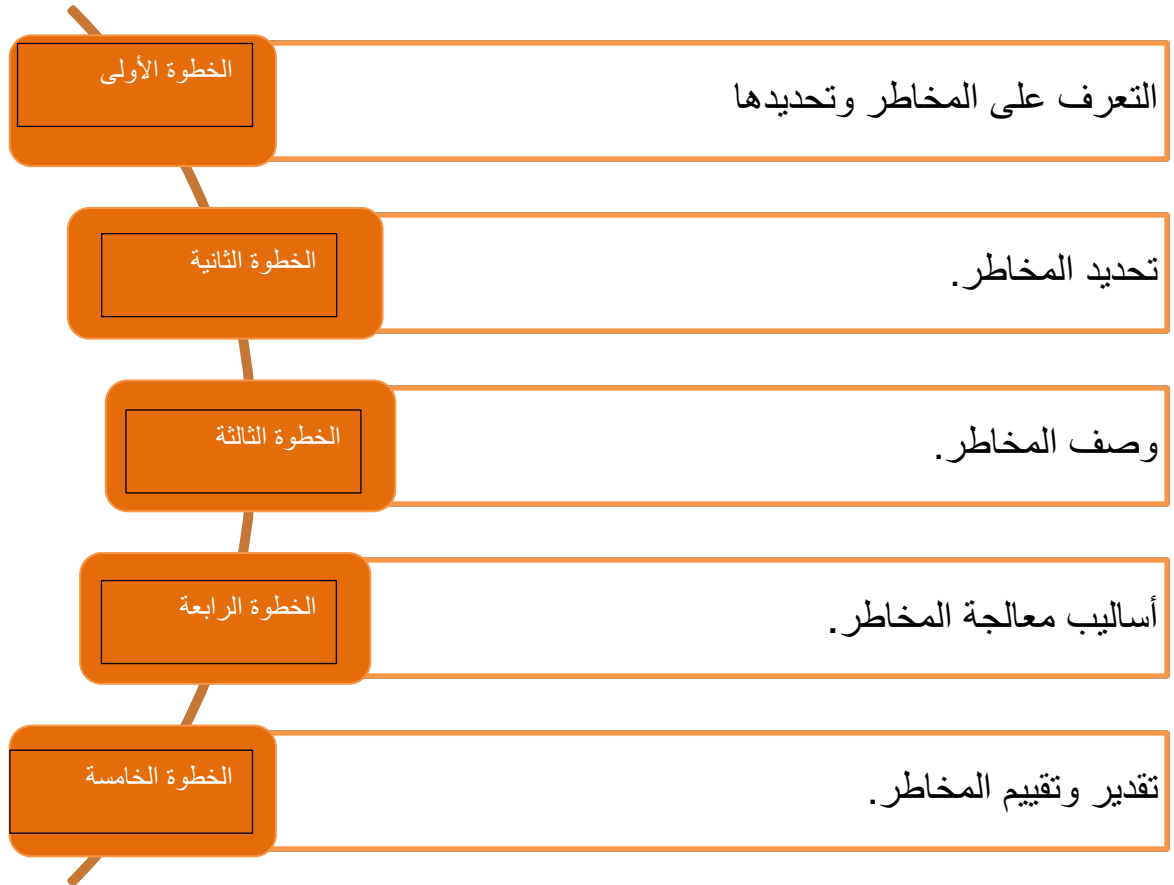 الخطوة الأولى
التعرف على المخاطر وتحديدها
الخطوة الثانية
تحديد المخاطر.
الخطوة الثالثة
وصف المخاطر.
الخطوة الرابعة
أساليب معالجة المخاطر.
الخطوة الخامسة
تقدير وتقييم المخاطر.